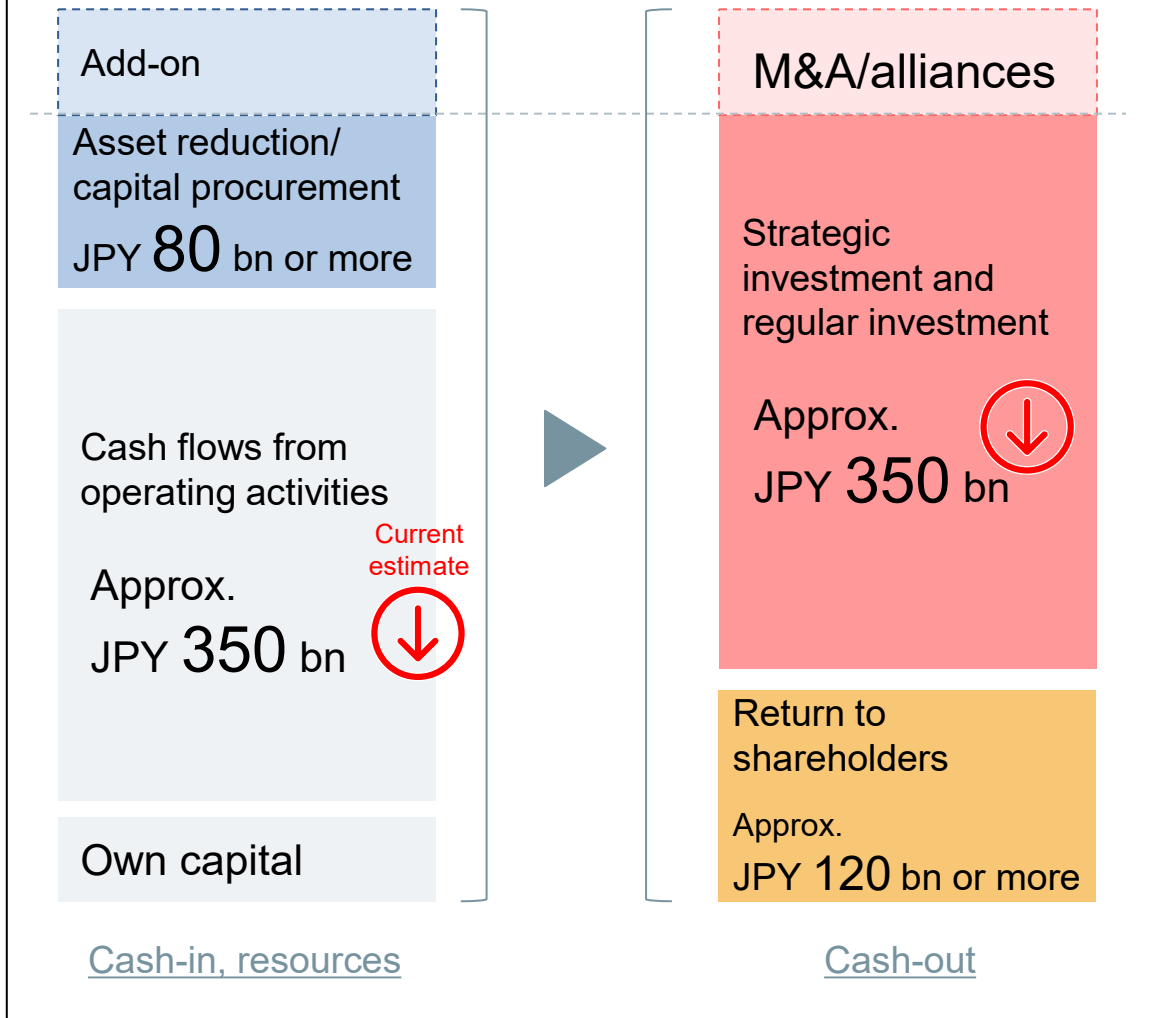 Add-on
Asset reduction/
capital procurement
JPY 80 bn or more
Cash flows from
operating activities
Current
estimate
Approx.
JPY 350 bn
Own capital
Cash-in, resources
M&A/alliances
Strategic
investment and
regular investment
Approx.
JPY 350 bn
Return to
shareholders
Approx.
JPY 120 bn or more
Cash-out